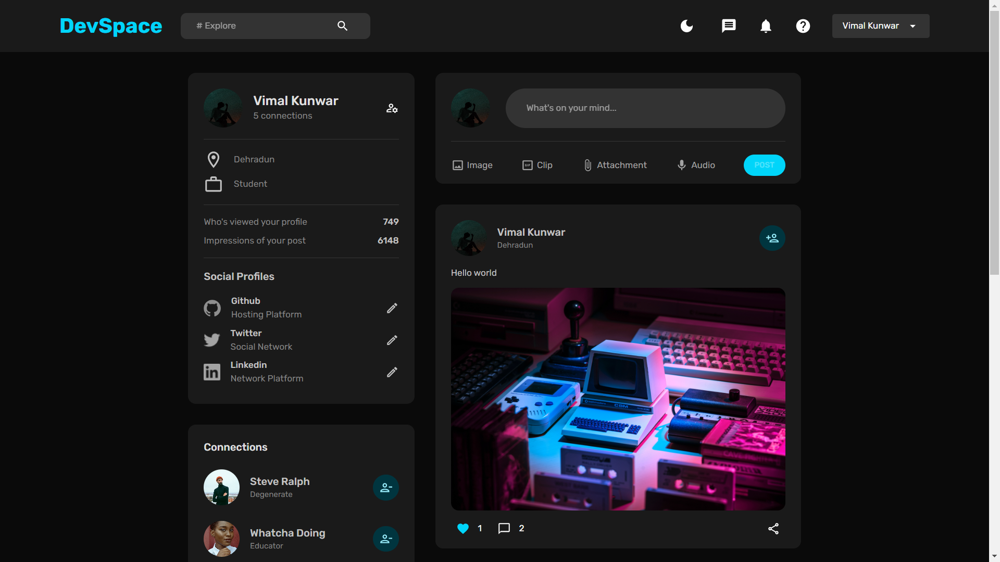 DevSpace
# Explore
Vimal Kunwar
Vimal Kunwar
5 connections
Dehradun
Student
Who's viewed your profile 749
Impressions of your post 6148
Social Profiles
Github
Hosting Platform
Twitter
Social Network
Linkedin
Network Platform
Connections
Steve Ralph
Degenerate
Whatcha Doing
Educator
What's on your mind...
Image Clip Attachment Audio POST
Vimal Kunwar
Dehradun
Hello world
CBM
1 2